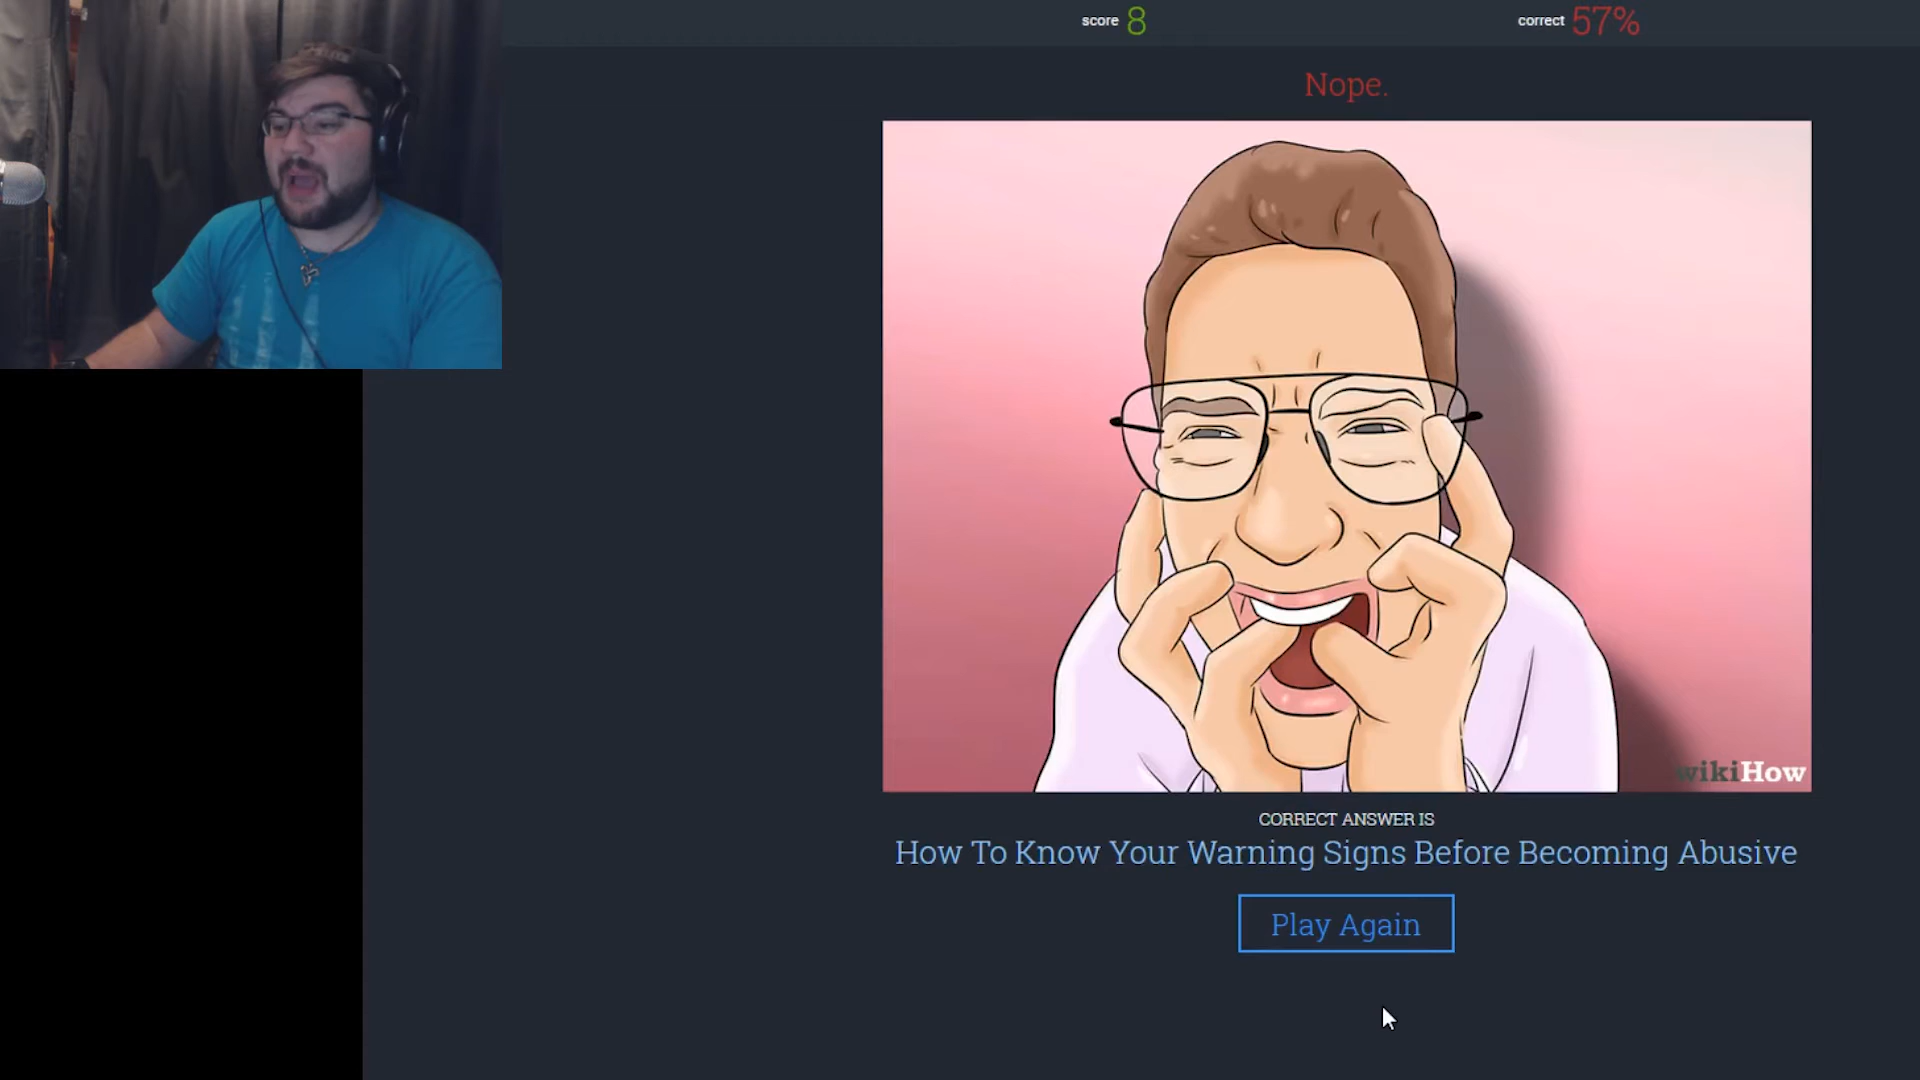 score 8
correct 57%
Nope.
wikiHow
CORRECT ANSWER IS
How To Know Your Warning Signs Before Becoming Abusive
Play Again